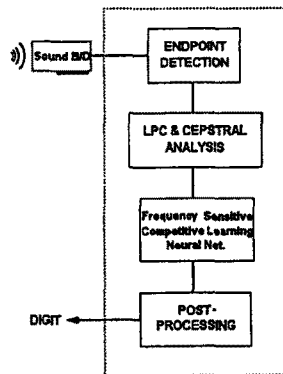 Sound B/D
ENDPOINT
DETECTION
LPC & CEPSTRAL
ANALYSIS
Frequency Sensitive
Competitive Learning
Neural Net.
POST-
PROCESSING
DIGIT